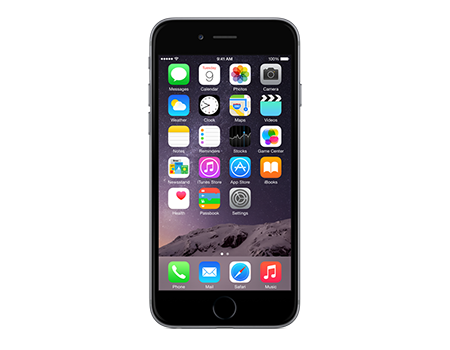 9:41 AM 100%
Tuesday
9
Messages Calendar Photos Camera
Weather Clock Maps Videos
Notes Reminders Stocks Game Center
Newsstand iTunes Store App Store iBooks
Health Passbook Settings
Phone Mail Safari Music